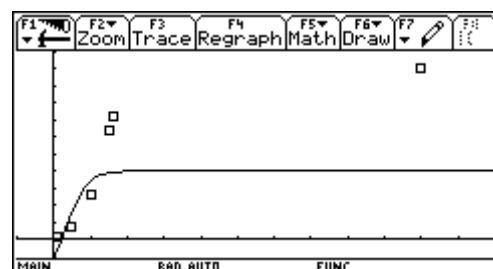 F1 F2 F3 F4 F5 F6 F7
Zoom Trace Regraph Math Draw
MAIN RAD AUTO FUNC